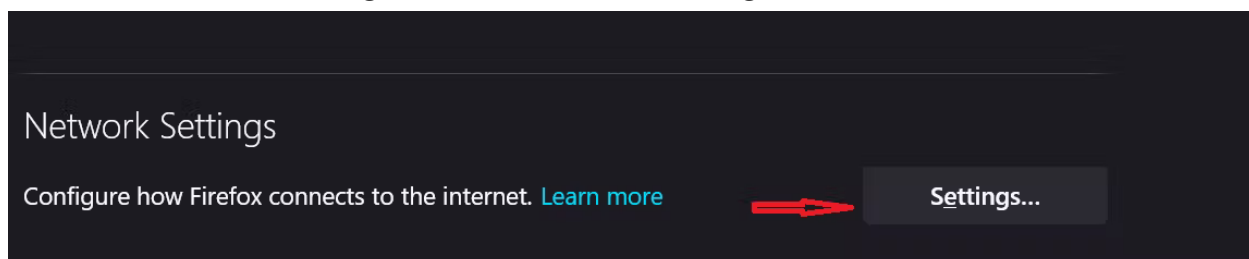 Network Settings
Configure how Firefox connects to the internet. Learn more
Settings...